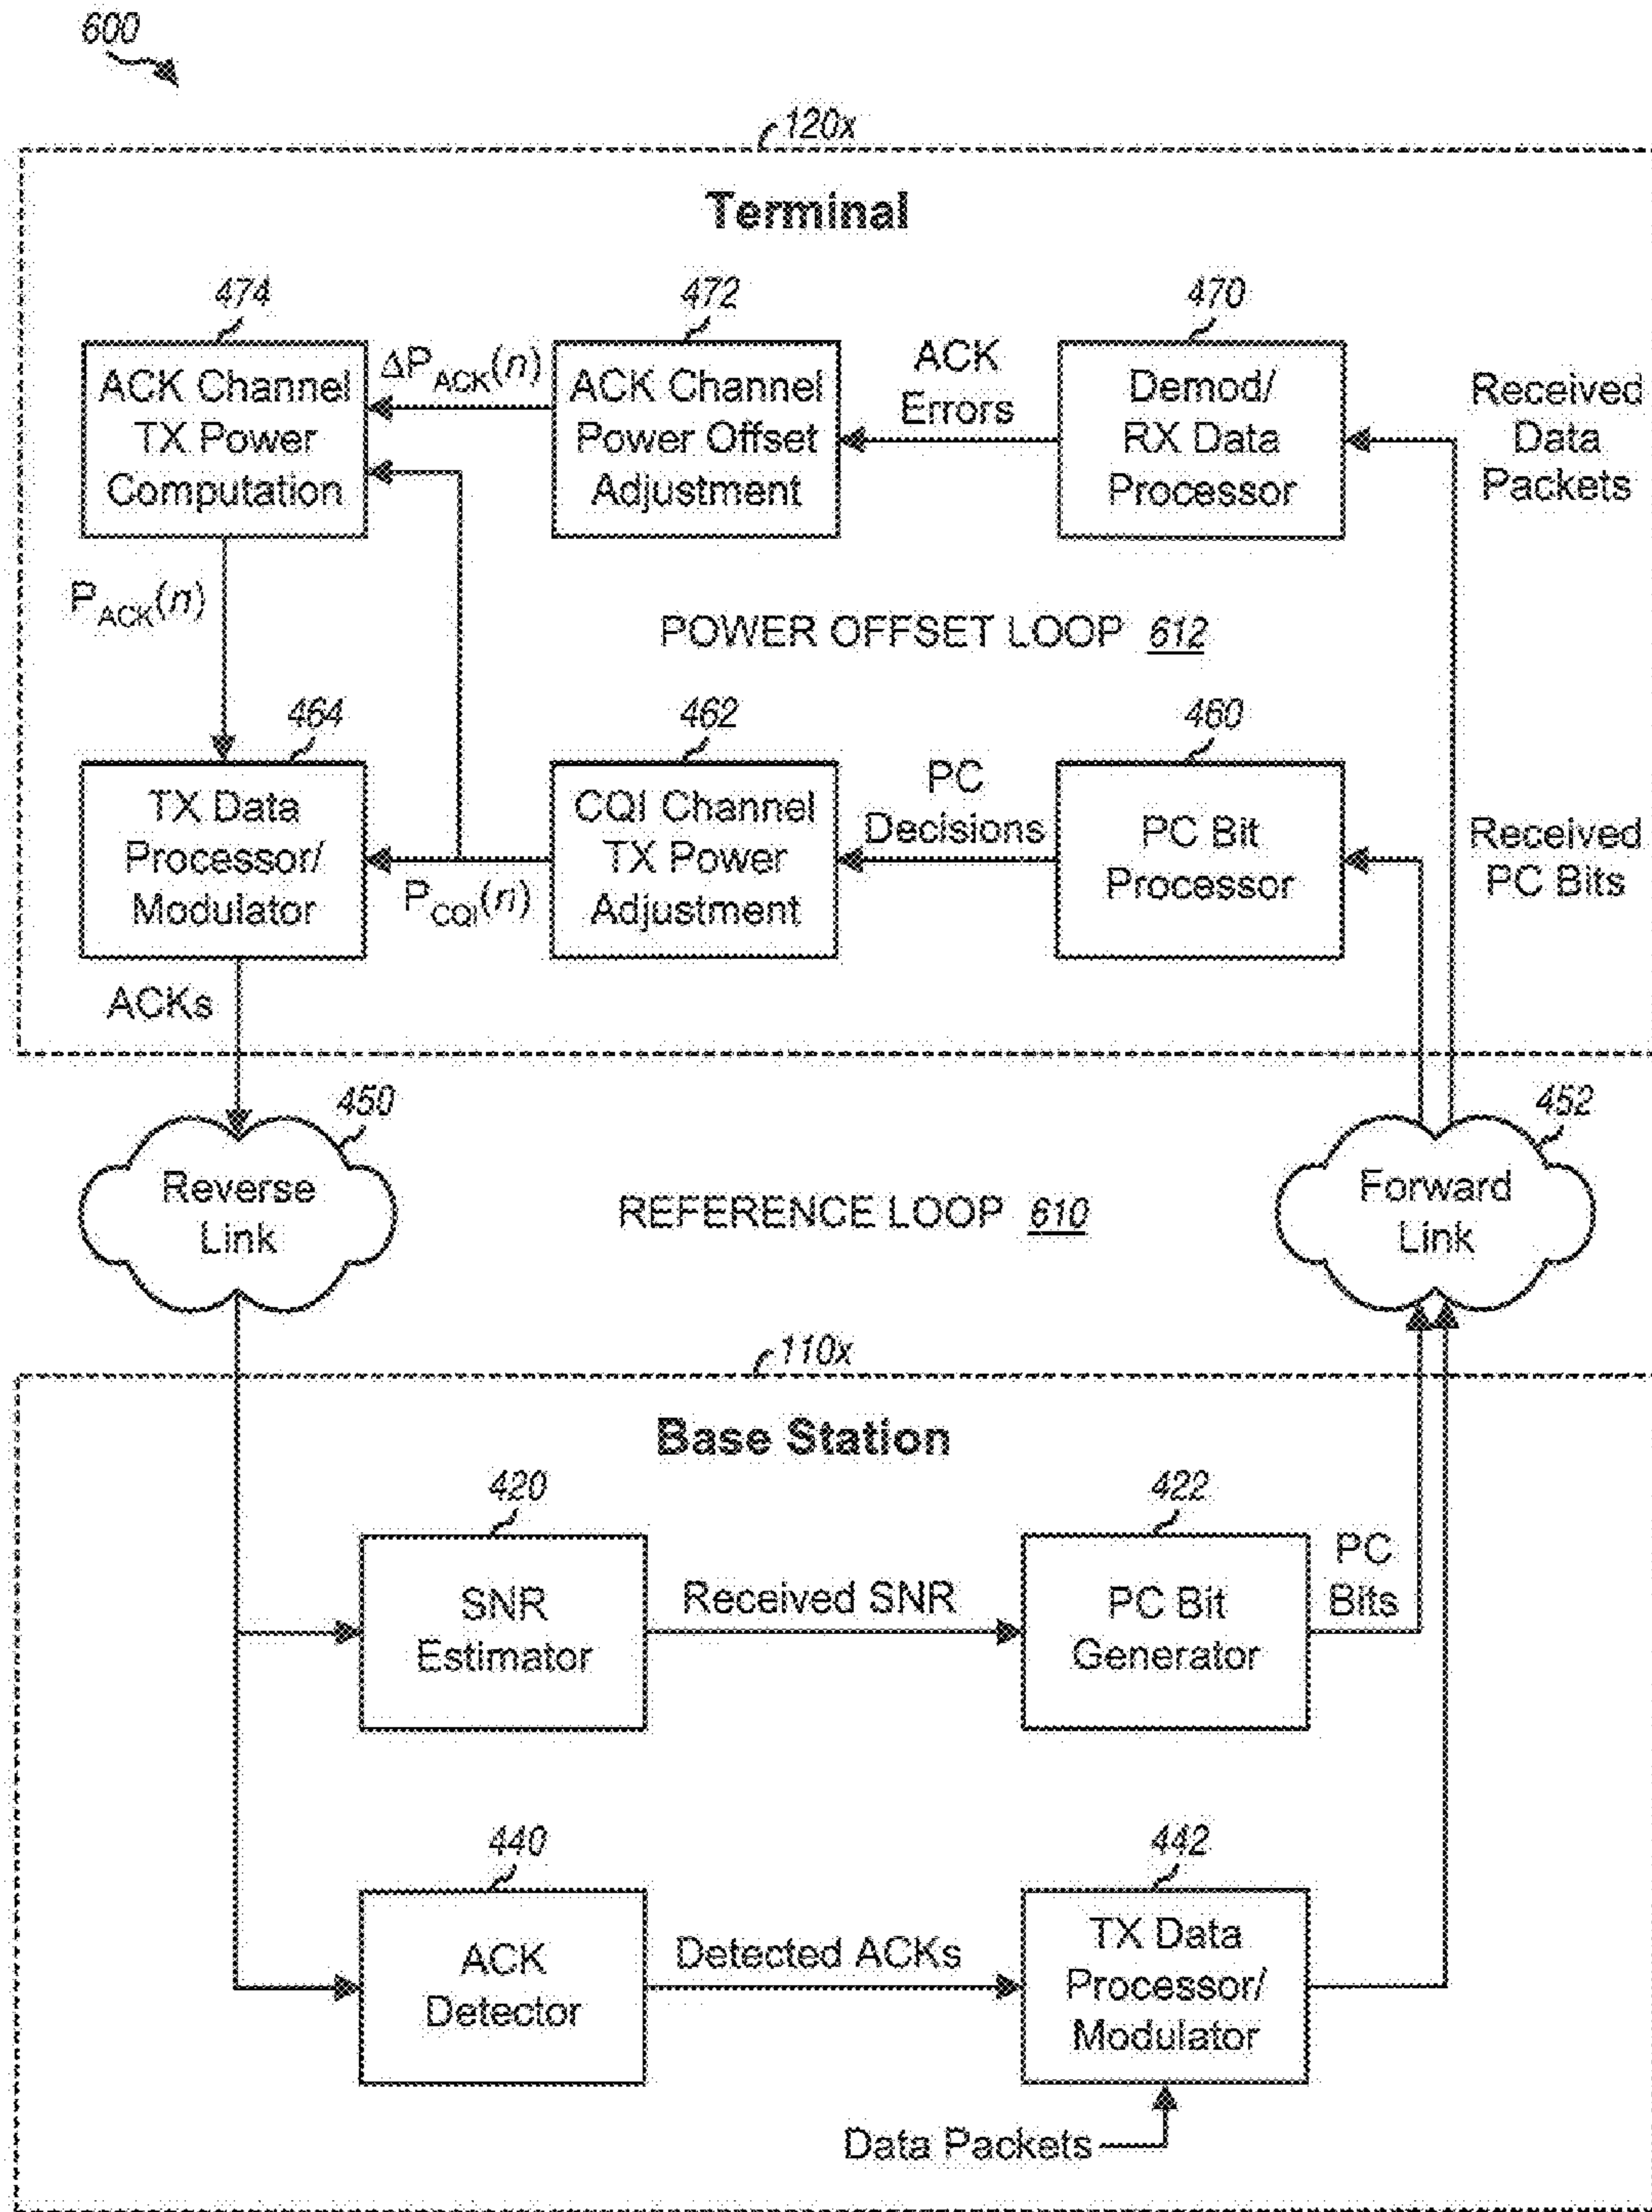 600
120x
Terminal
474
472
470
ACK Channel
TX Power
Computation
ΔP_ACK(n)
ACK Channel
Power Offset
Adjustment
ACK
Errors
Demod/
RX Data
Processor
Received
Data
Packets
P_ACK(n)
POWER OFFSET LOOP 612
464
462
460
TX Data
Processor/
Modulator
P_CQI(n)
CQI Channel
TX Power
Adjustment
PC
Decisions
PC Bit
Processor
Received
PC Bits
ACKs
450
452
Reverse
Link
REFERENCE LOOP 610
Forward
Link
110x
Base Station
420
422
SNR
Estimator
Received SNR
PC Bit
Generator
PC
Bits
440
442
ACK
Detector
Detected ACKs
TX Data
Processor/
Modulator
Data Packets